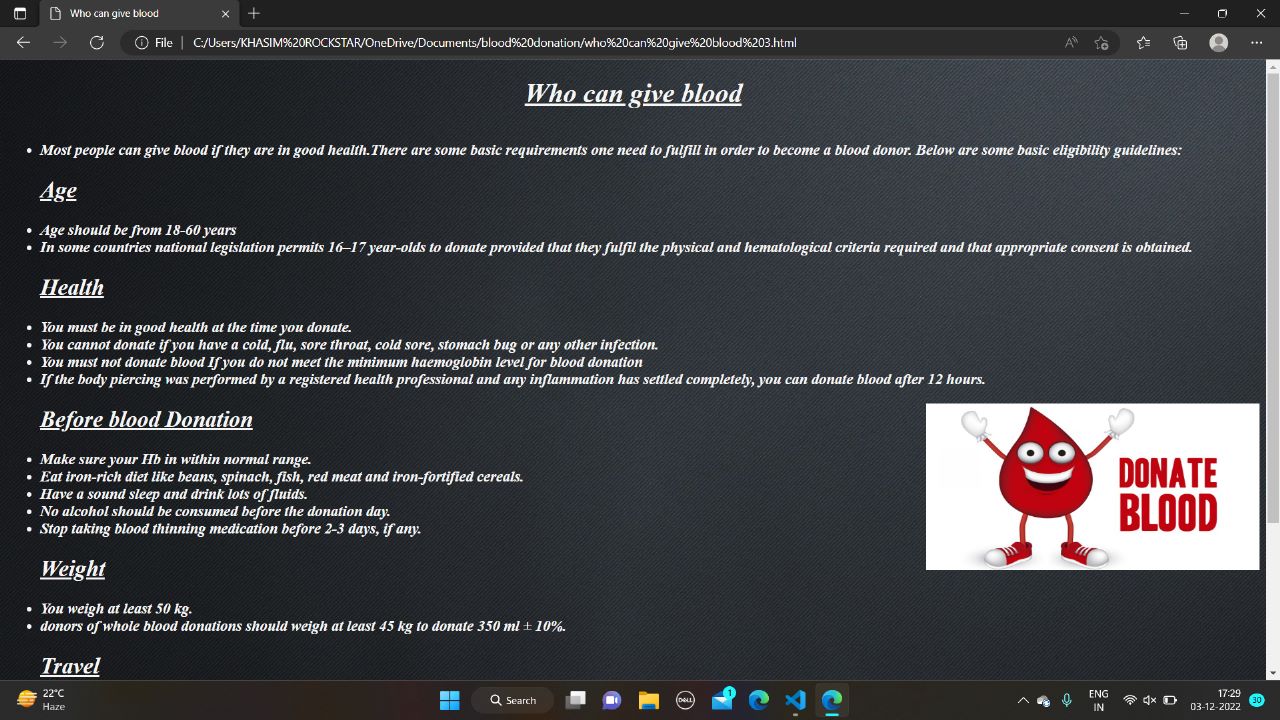 Who can give blood
File
C:/Users/KHASIM%20ROCKSTAR/OneDrive/Documents/blood%20donation/who%20can%20give%20blood%203.html
Who can give blood
Most people can give blood if they are in good health.There are some basic requirements one need to fulfill in order to become a blood donor. Below are some basic eligibility guidelines:
Age
Age should be from 18-60 years
In some countries national legislation permits 16–17 year-olds to donate provided that they fulfil the physical and hematological criteria required and that appropriate consent is obtained.
Health
You must be in good health at the time you donate.
You cannot donate if you have a cold, flu, sore throat, cold sore, stomach bug or any other infection.
You must not donate blood If you do not meet the minimum haemoglobin level for blood donation
If the body piercing was performed by a registered health professional and any inflammation has settled completely, you can donate blood after 12 hours.
Before blood Donation
Make sure your Hb in within normal range.
Eat iron-rich diet like beans, spinach, fish, red meat and iron-fortified cereals.
Have a sound sleep and drink lots of fluids.
No alcohol should be consumed before the donation day.
Stop taking blood thinning medication before 2-3 days, if any.
DONATE
BLOOD
Weight
You weigh at least 50 kg.
donors of whole blood donations should weigh at least 45 kg to donate 350 ml ± 10%.
Travel
22°C
Haze
Search
DELL
1
ENG
IN
17:29
03-12-2022
30